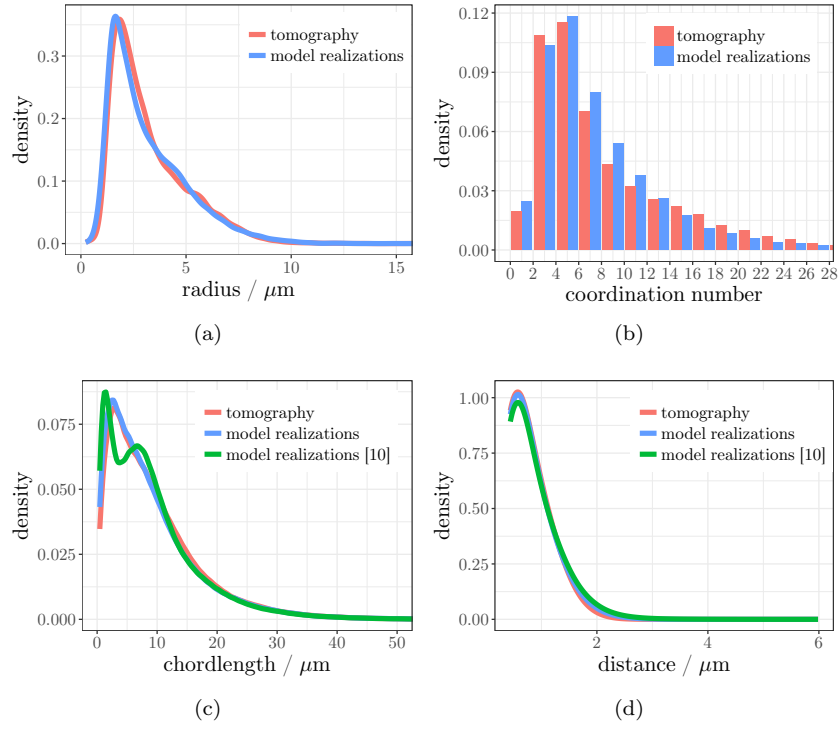 0.3
0.2
0.1
0.0
density
0
5
10
15
radius / μm
tomography
model realizations
(a)
0.12
0.09
0.06
0.03
0.00
density
0 2 4 6 8 10 12 14 16 18 20 22 24 26 28
coordination number
tomography
model realizations
(b)
0.075
0.050
0.025
0.000
density
0 10 20 30 40 50
chordlength / μm
tomography
model realizations
model realizations [10]
(c)
1.00
0.75
0.50
0.25
0.00
density
2 4 6
distance / μm
tomography
model realizations
model realizations [10]
(d)